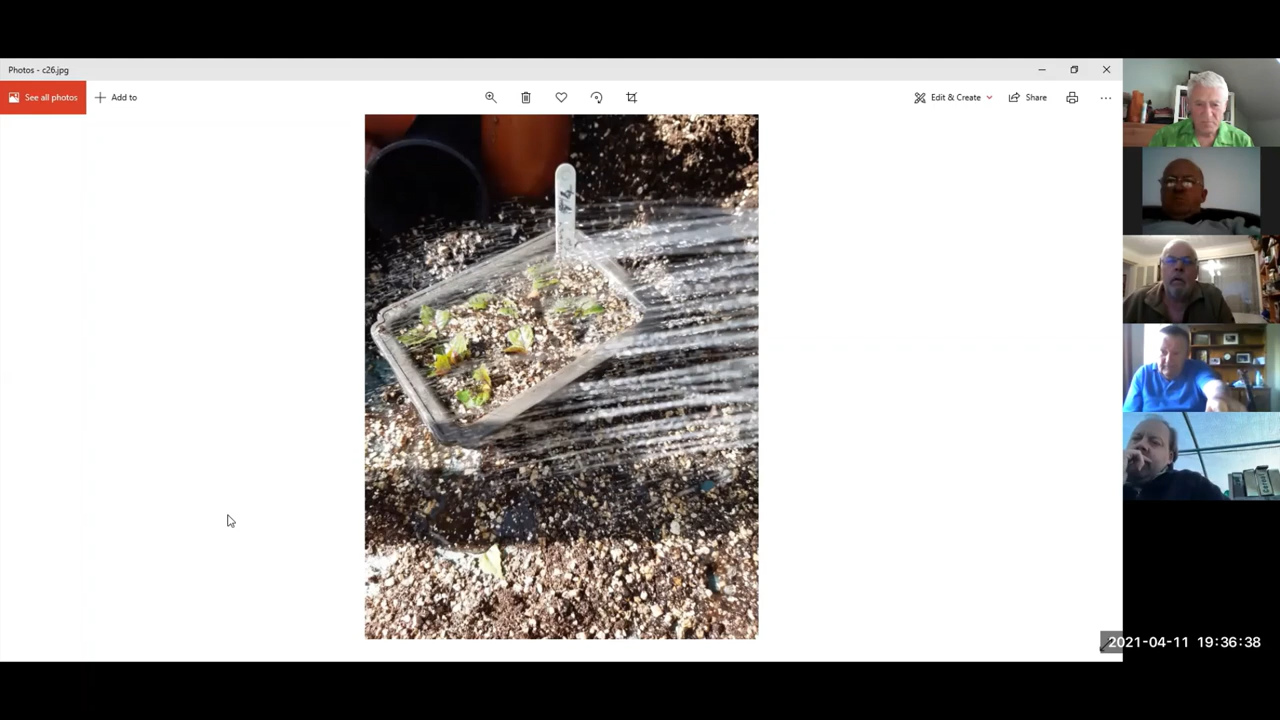 Photos - c26.jpg
See all photos
Add to
Edit & Create
Share
2021-04-11 19:36:38